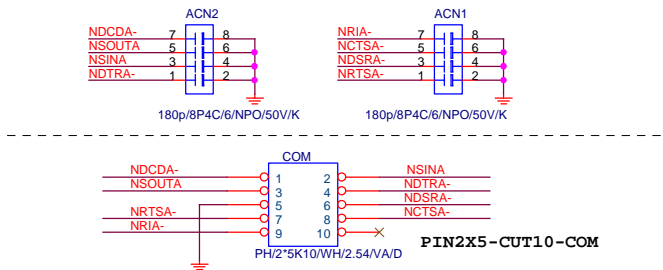 ACN2 ACN1
NDCDA- 7 8 NRIA- 7 8
NSOUTA 5 6 NCTSA- 5 6
NSINA 3 4 NDSRA- 3 4
NDTRA- 1 2 NRTSA- 1 2
180p/8P4C/6/NPO/50V/K 180p/8P4C/6/NPO/50V/K
COM
NDCDA- 1 2 NSINA
NSOUTA 3 4 NDTRA-
5 6 NDSRA-
NRTSA- 7 8 NCTSA-
NRIA- 9 10
PIN2X5-CUT10-COM
PH/2*5K10/WH/2.54/VA/D